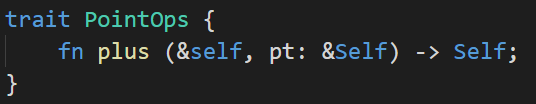 trait PointOps {
    fn plus (&self, pt: &Self) -> Self;
}